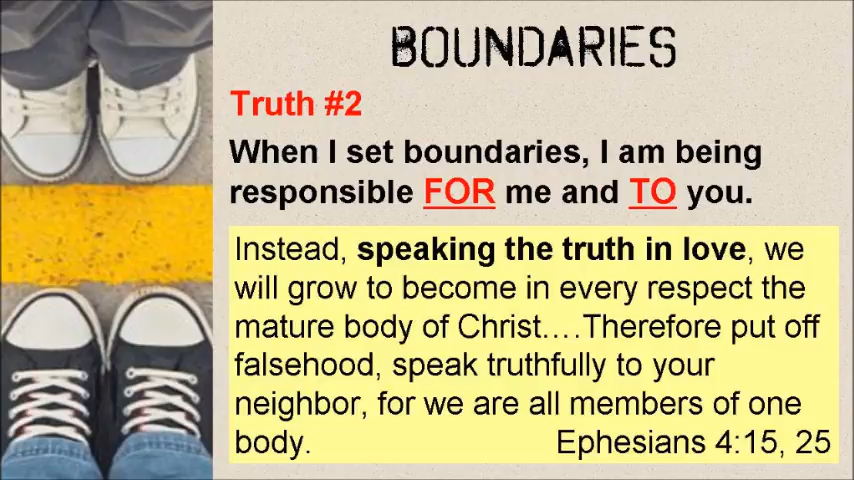 BOUNDARIES
Truth #2
When I set boundaries, I am being
responsible FOR me and TO you.
Instead, speaking the truth in love, we
will grow to become in every respect the
mature body of Christ....Therefore put off
falsehood, speak truthfully to your
neighbor, for we are all members of one
body. Ephesians 4:15, 25